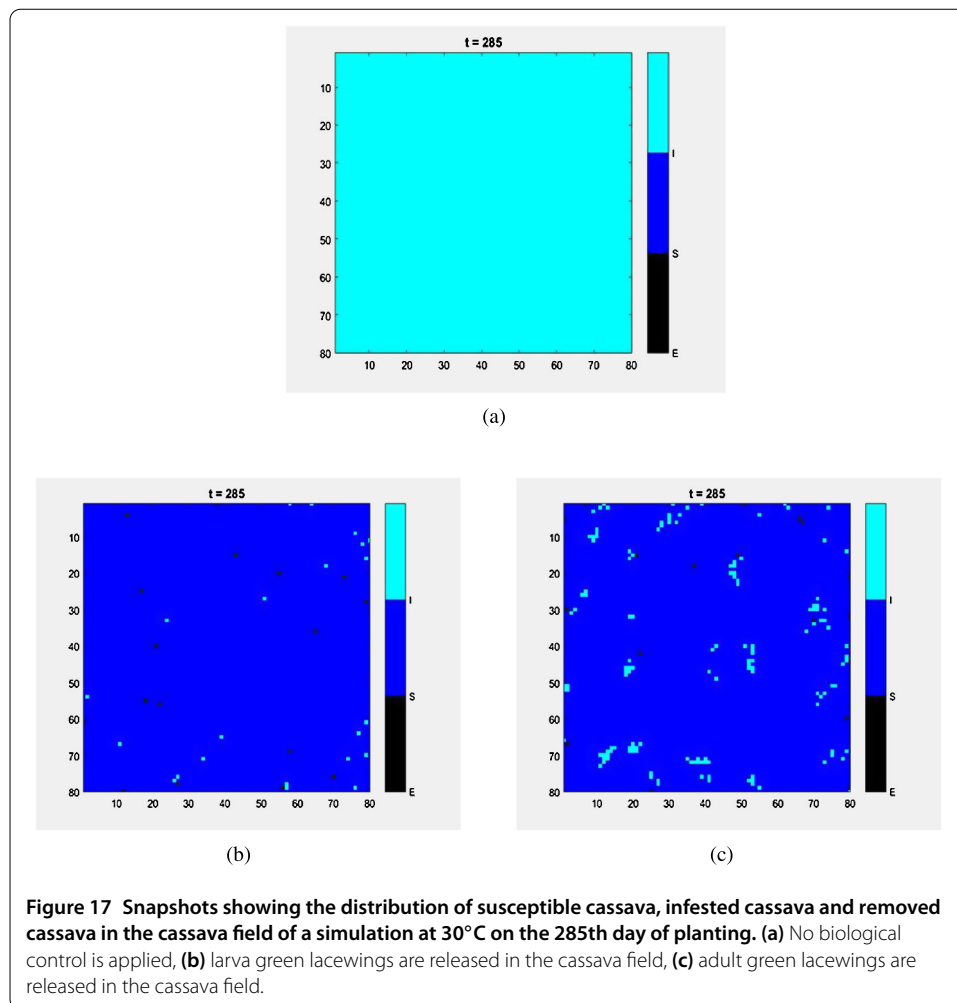 t = 285
10
20
30
40
50
60
70
80
10 20 30 40 50 60 70 80
I
S
E
(a)
t = 285
10
20
30
40
50
60
70
80
10 20 30 40 50 60 70 80
I
S
E
(b)
t = 285
10
20
30
40
50
60
70
80
10 20 30 40 50 60 70 80
I
S
E
(c)
Figure 17 Snapshots showing the distribution of susceptible cassava, infested cassava and removed
cassava in the cassava field of a simulation at 30°C on the 285th day of planting. (a) No biological
control is applied, (b) larva green lacewings are released in the cassava field, (c) adult green lacewings are
released in the cassava field.